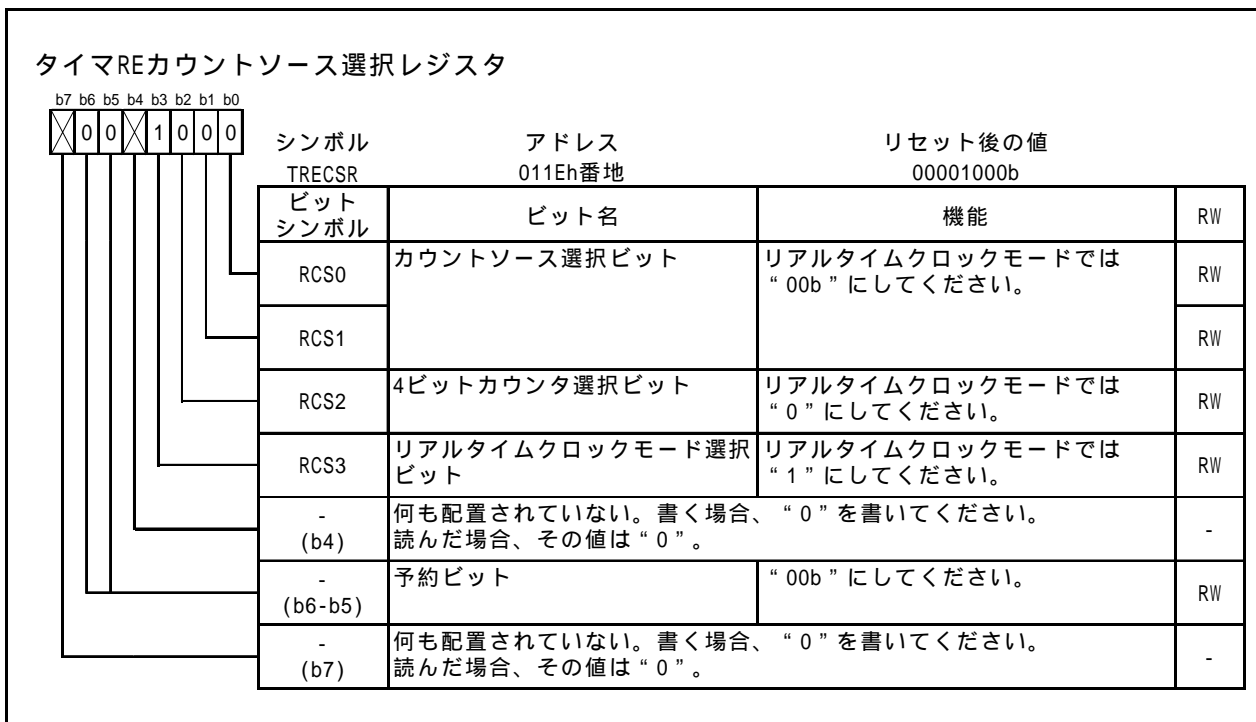 タイマREカウントソース選択レジスタ
b7 b6 b5 b4 b3 b2 b1 b0
0 0 1 0 0 0
シンボル アドレス リセット後の値
TRECSR 011Eh番地 00001000b
ビット
シンボル ビット名 機能 RW
RCS0 カウントソース選択ビット リアルタイムクロックモードでは
“00b”にしてください。 RW
RCS1 RW
RCS2 4ビットカウンタ選択ビット リアルタイムクロックモードでは
“0”にしてください。 RW
RCS3 リアルタイムクロックモード選択
ビット リアルタイムクロックモードでは
“1”にしてください。 RW
-
(b4) 何も配置されていない。書く場合、“0”を書いてください。
読んだ場合、その値は“0”。 -
-
(b6-b5) 予約ビット “00b”にしてください。 RW
-
(b7) 何も配置されていない。書く場合、“0”を書いてください。
読んだ場合、その値は“0”。 -